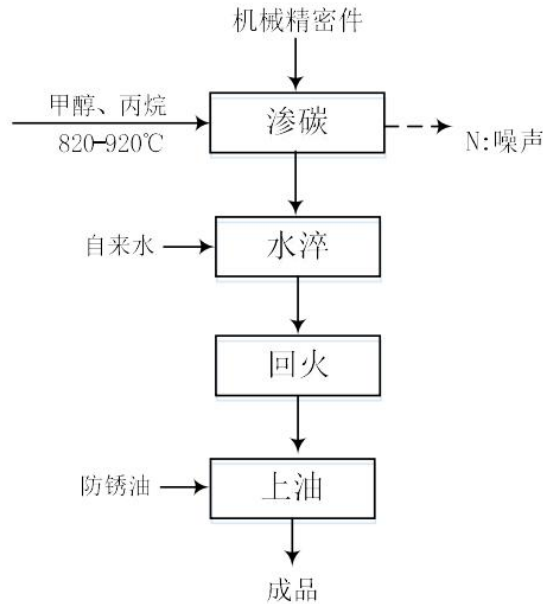 机械精密件
甲醇、丙烷
820-920℃
渗碳
N:噪声
自来水
水淬
回火
防锈油
上油
成品